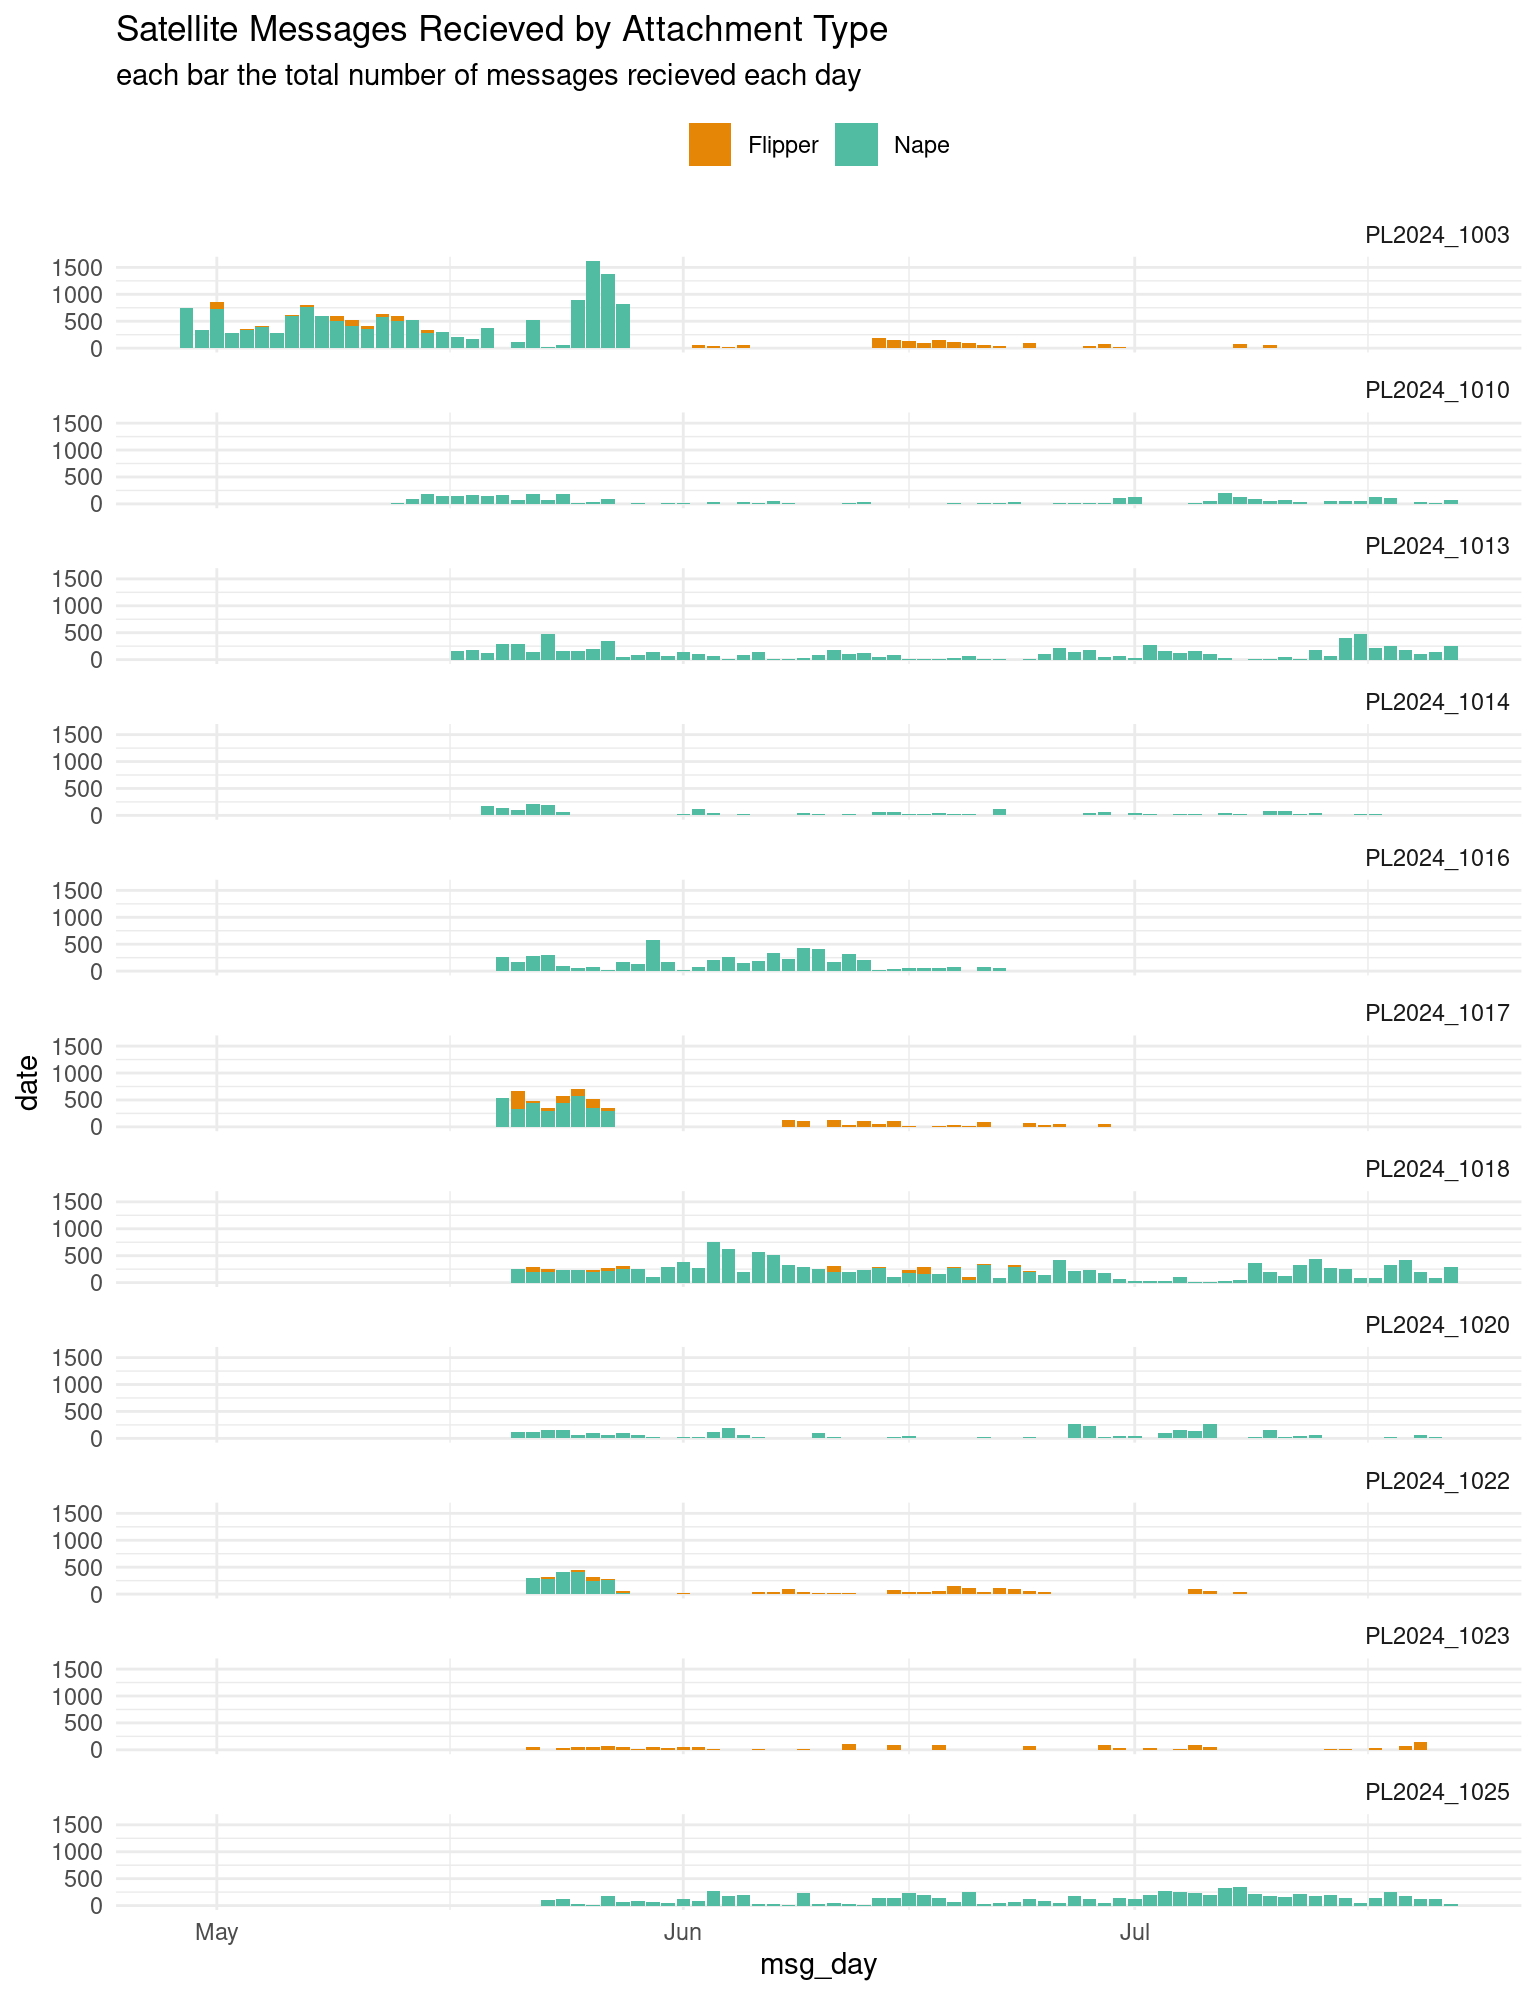 Satellite Messages Recieved by Attachment Type
each bar the total number of messages recieved each day
Flipper
Nape
PL2024_1003
1500
1000
500
0
PL2024_1010
1500
1000
500
0
PL2024_1013
1500
1000
500
0
PL2024_1014
1500
1000
500
0
PL2024_1016
1500
1000
500
0
PL2024_1017
1500
1000
500
0
date
PL2024_1018
1500
1000
500
0
PL2024_1020
1500
1000
500
0
PL2024_1022
1500
1000
500
0
PL2024_1023
1500
1000
500
0
PL2024_1025
1500
1000
500
0
May
Jun
Jul
msg_day